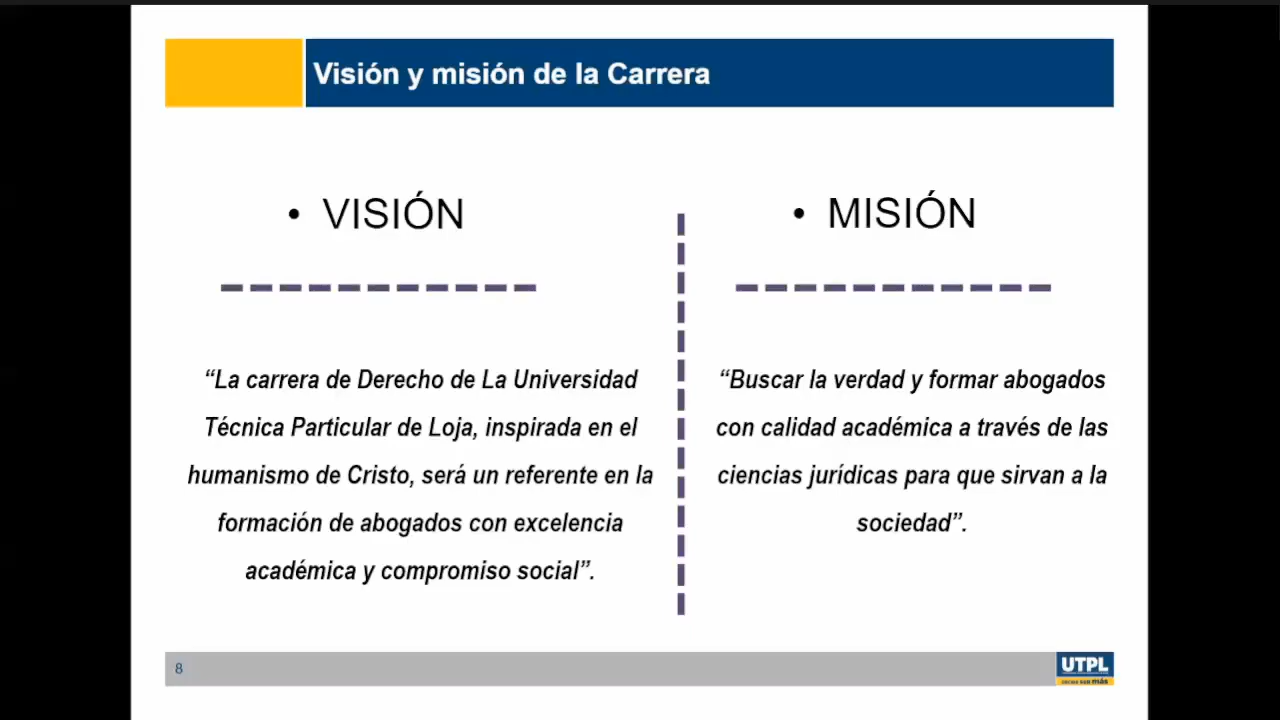 Visión y misión de la Carrera
• VISIÓN
“La carrera de Derecho de La Universidad
Técnica Particular de Loja, inspirada en el
humanismo de Cristo, será un referente en la
formación de abogados con excelencia
académica y compromiso social”.
• MISIÓN
“Buscar la verdad y formar abogados
con calidad académica a través de las
ciencias jurídicas para que sirvan a la
sociedad”.
8
UTPL
más